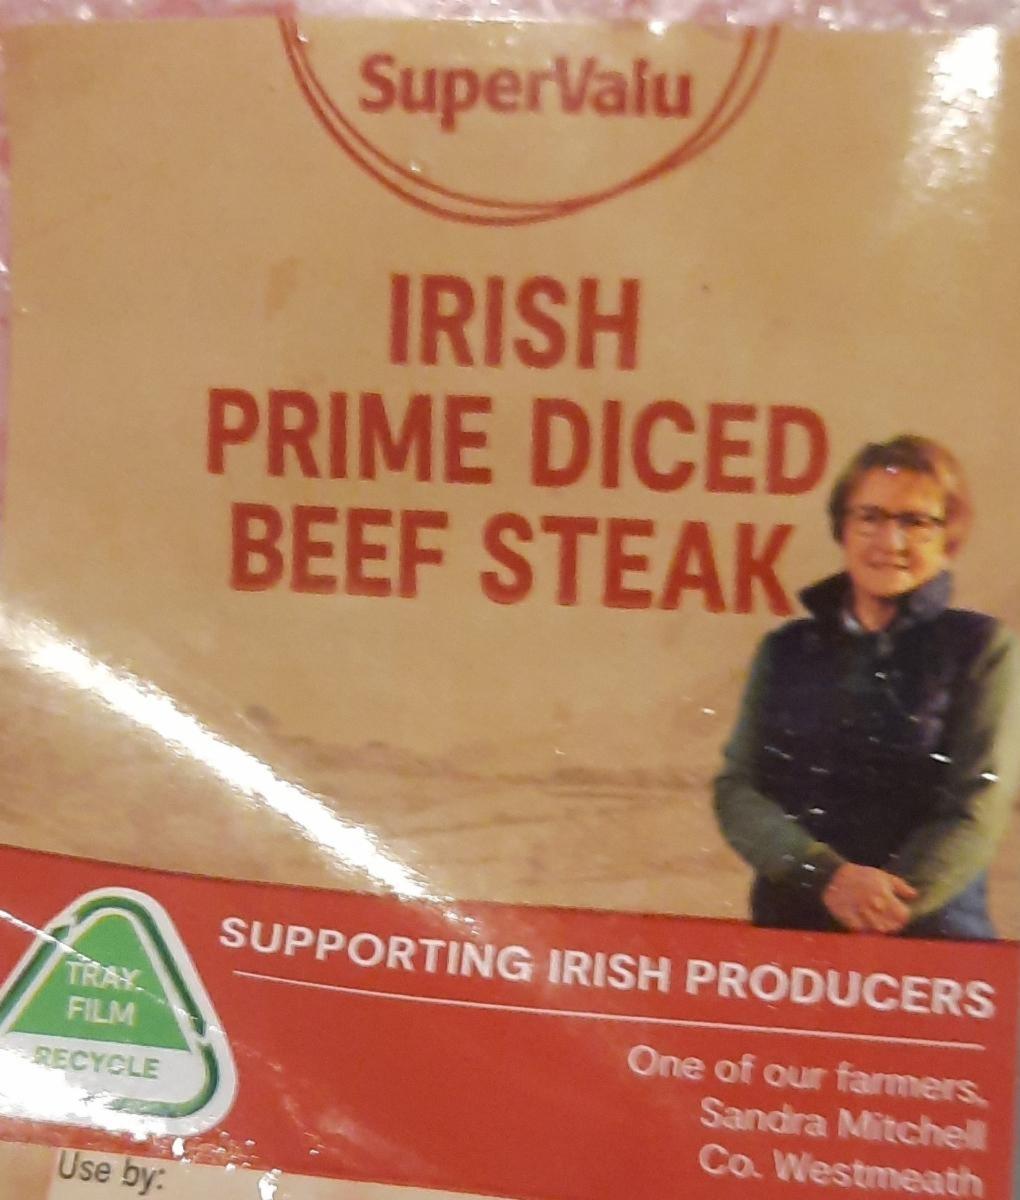 SuperValu
IRISH
PRIME DICED
BEEF STEAK
SUPPORTING IRISH PRODUCERS
One of our farmers.
Sandra Mitchell
Co. Westmeath
TRAY
FILM
RECYCLE
Use by: